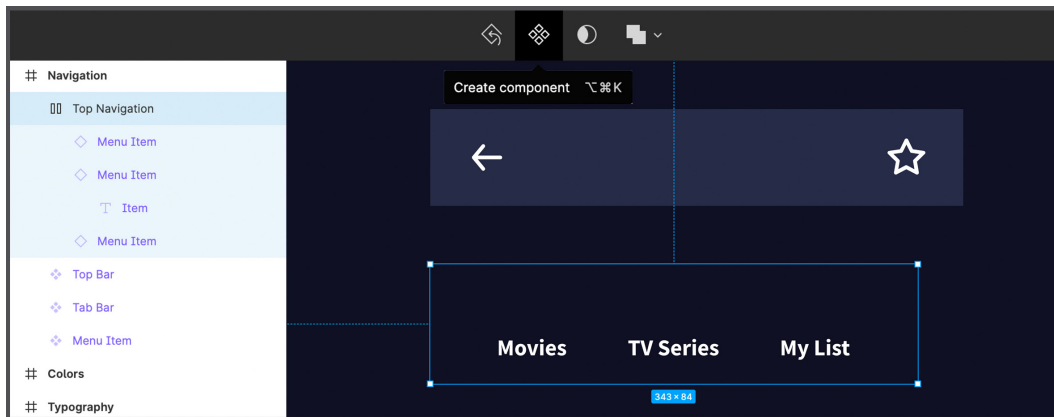 Create component ⌥⌘K
Navigation
Top Navigation
Menu Item
Menu Item
Item
Menu Item
Top Bar
Tab Bar
Menu Item
Colors
Typography
Movies TV Series My List
343 × 84